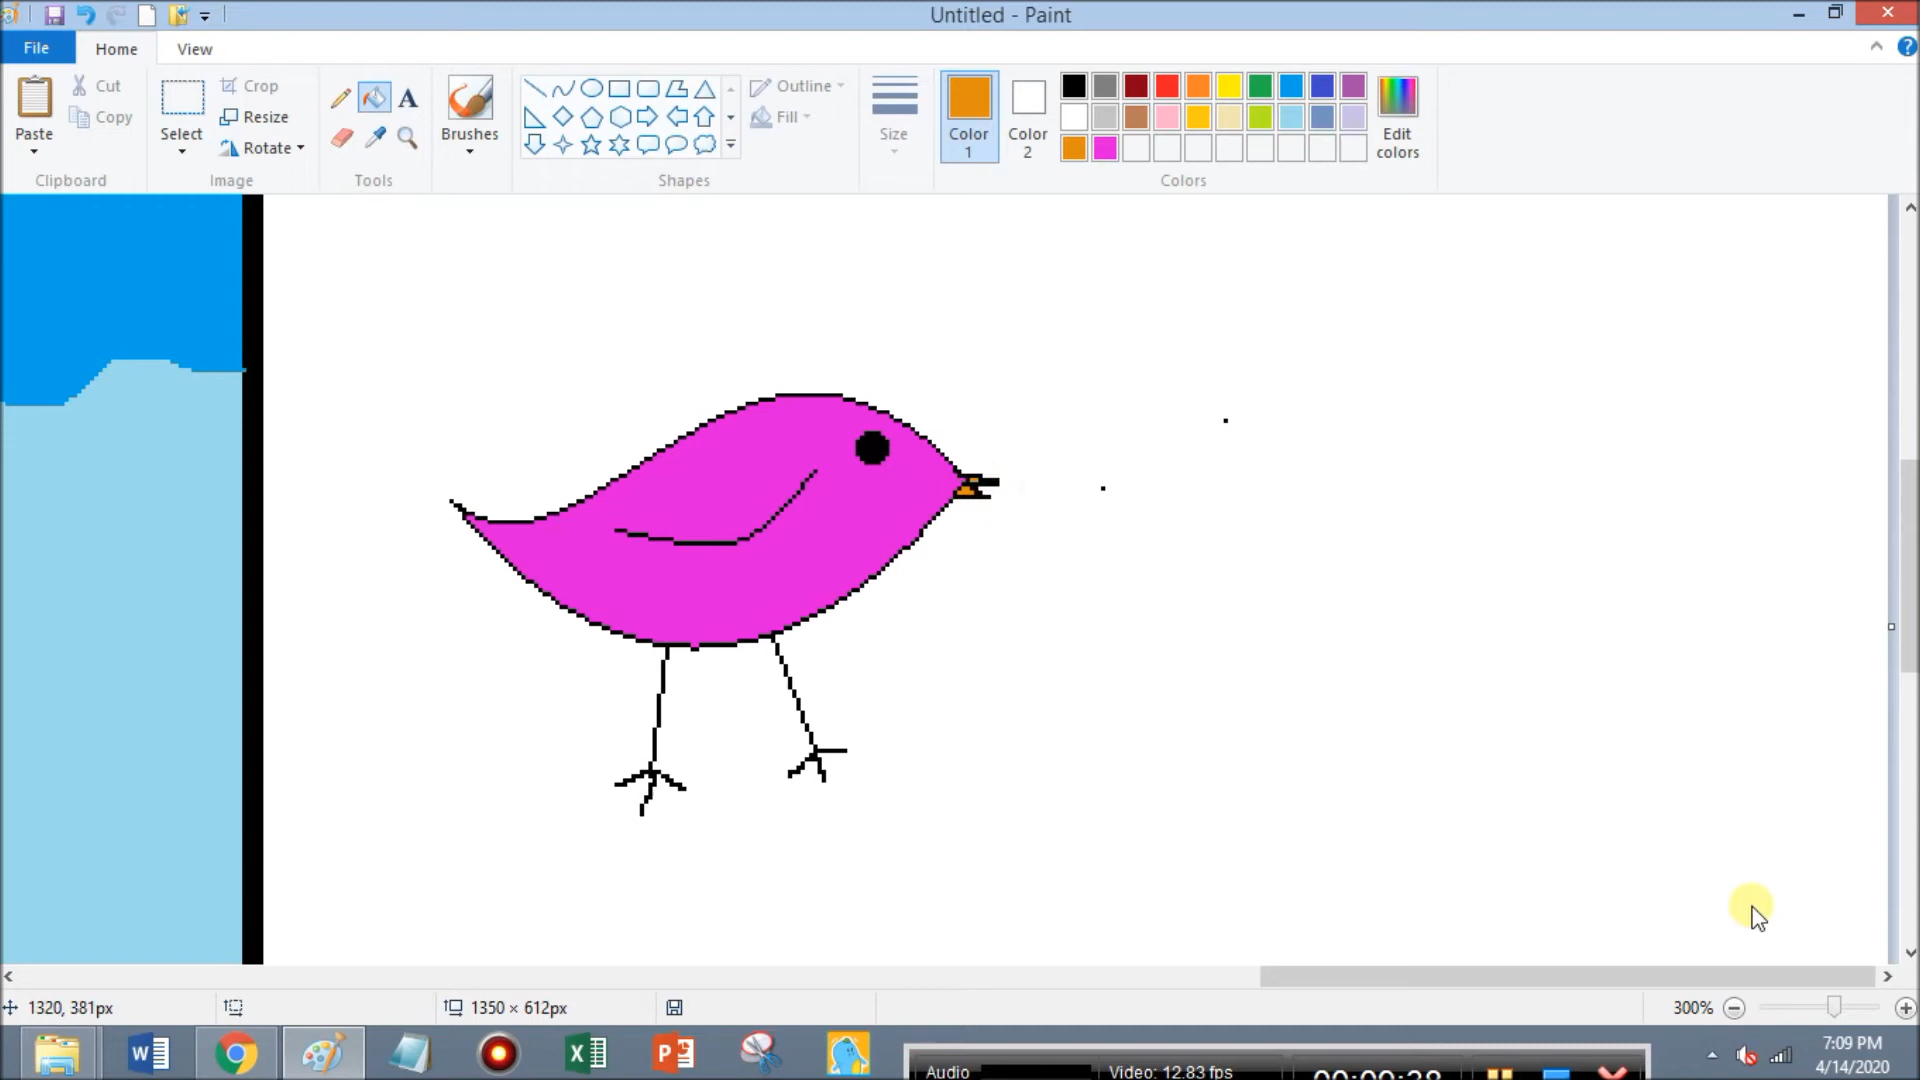 Untitled - Paint
File Home View
Paste Cut Copy
Clipboard
Select Crop Resize Rotate
Image
A
Tools
Brushes
Shapes
Outline
Fill
Size
Color 1
Color 2
Edit colors
Colors
1320, 381px
1350 × 612px
300%
Audio
Video: 12.83 fps
7:09 PM
4/14/2020